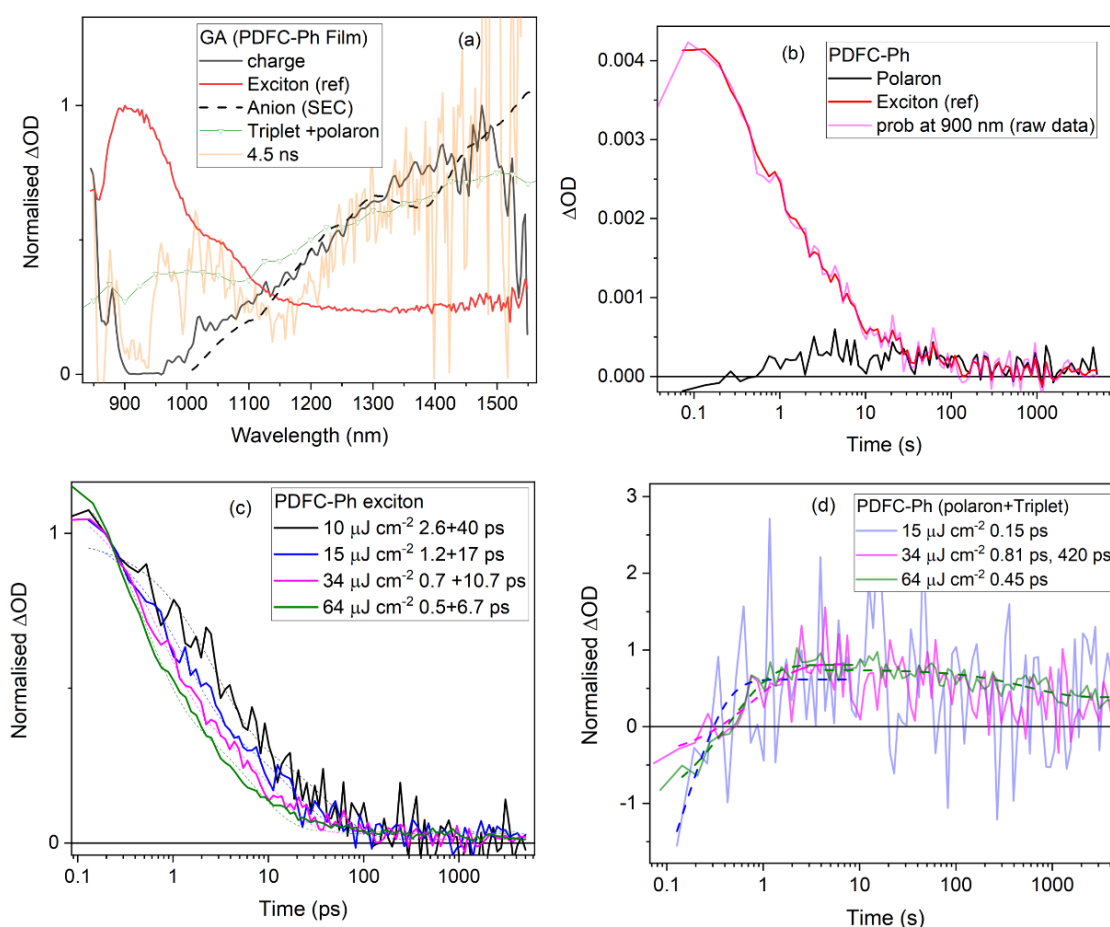 GA (PDFC-Ph Film)
(a)
charge
Exciton (ref)
Anion (SEC)
Triplet +polaron
4.5 ns
Normalised ΔOD
1
0
900 1000 1100 1200 1300 1400 1500
Wavelength (nm)
(b)
PDFC-Ph
Polaron
Exciton (ref)
prob at 900 nm (raw data)
ΔOD
0.004
0.003
0.002
0.001
0.000
0.1 1 10 100 1000
Time (s)
(c)
PDFC-Ph exciton
10 μJ cm⁻² 2.6+40 ps
15 μJ cm⁻² 1.2+17 ps
34 μJ cm⁻² 0.7 +10.7 ps
64 μJ cm⁻² 0.5+6.7 ps
Normalised ΔOD
1
0
0.1 1 10 100 1000
Time (ps)
(d)
PDFC-Ph (polaron+Triplet)
15 μJ cm⁻² 0.15 ps
34 μJ cm⁻² 0.81 ps, 420 ps
64 μJ cm⁻² 0.45 ps
Normalised ΔOD
3
2
1
0
-1
0.1 1 10 100 1000
Time (s)